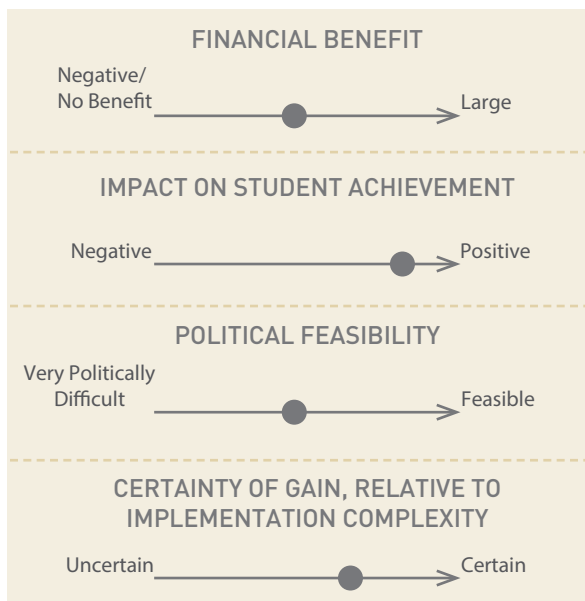 FINANCIAL BENEFIT
Negative/
No Benefit
Large
IMPACT ON STUDENT ACHIEVEMENT
Negative
Positive
POLITICAL FEASIBILITY
Very Politically
Difficult
Feasible
CERTAINTY OF GAIN, RELATIVE TO
IMPLEMENTATION COMPLEXITY
Uncertain
Certain